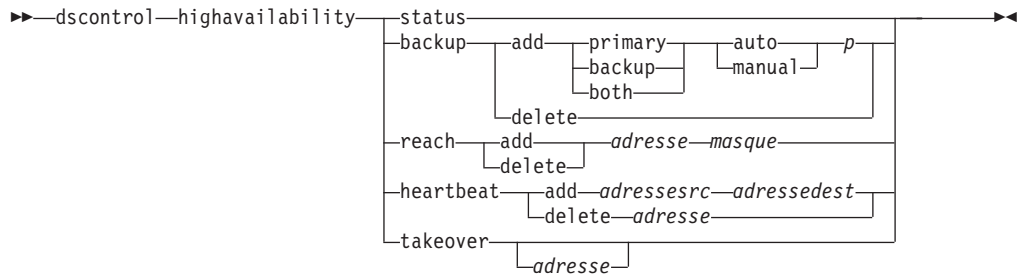 dscontrol highavailability status
backup add primary auto p
backup manual
both
delete
reach add adresse masque
delete
heartbeat add adressesrc adressedest
delete adresse
takeover
adresse